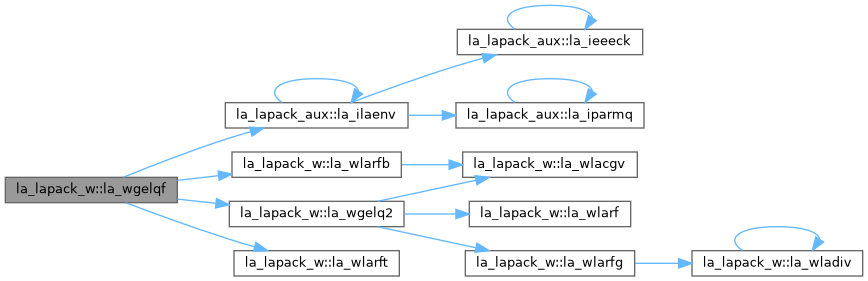 la_lapack_aux::la_ieeeck
la_lapack_aux::la_ilaenv
la_lapack_aux::la_iparmq
la_lapack_w::la_wlarfb
la_lapack_w::la_wlacgv
la_lapack_w::la_wgelqf
la_lapack_w::la_wgelq2
la_lapack_w::la_wlarf
la_lapack_w::la_wlarft
la_lapack_w::la_wlarfg
la_lapack_w::la_wladiv